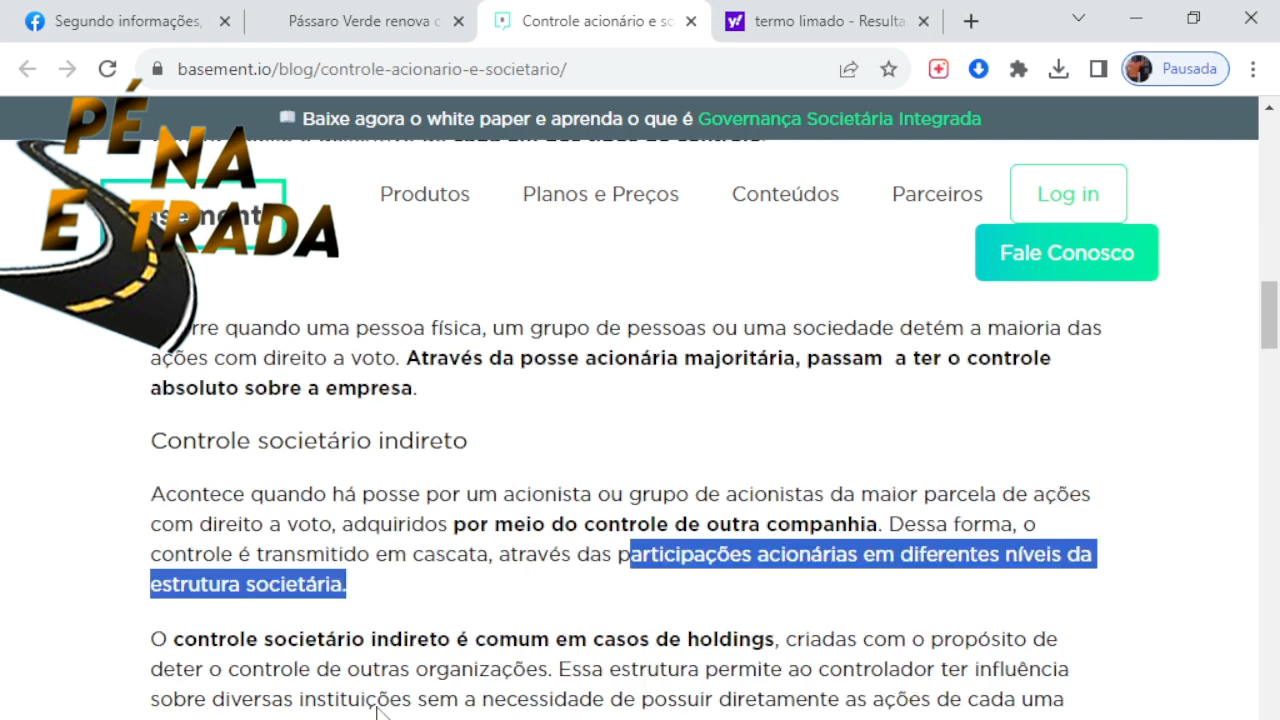 Segundo informações,
Pássaro Verde renova c
Controle acionário e so
termo limado - Resulta
basement.io/blog/controle-acionario-e-societario/
Pausada
Baixe agora o white paper e aprenda o que é Governança Societária Integrada
PÉ
NA
E TRADA
Produtos
Planos e Preços
Conteúdos
Parceiros
Log in
Fale Conosco
quando uma pessoa física, um grupo de pessoas ou uma sociedade detém a maioria das
ações com direito a voto. Através da posse acionária majoritária, passam a ter o controle
absoluto sobre a empresa.
Controle societário indireto
Acontece quando há posse por um acionista ou grupo de acionistas da maior parcela de ações
com direito a voto, adquiridos por meio do controle de outra companhia. Dessa forma, o
controle é transmitido em cascata, através das participações acionárias em diferentes níveis da
estrutura societária.
O controle societário indireto é comum em casos de holdings, criadas com o propósito de
deter o controle de outras organizações. Essa estrutura permite ao controlador ter influência
sobre diversas instituições sem a necessidade de possuir diretamente as ações de cada uma